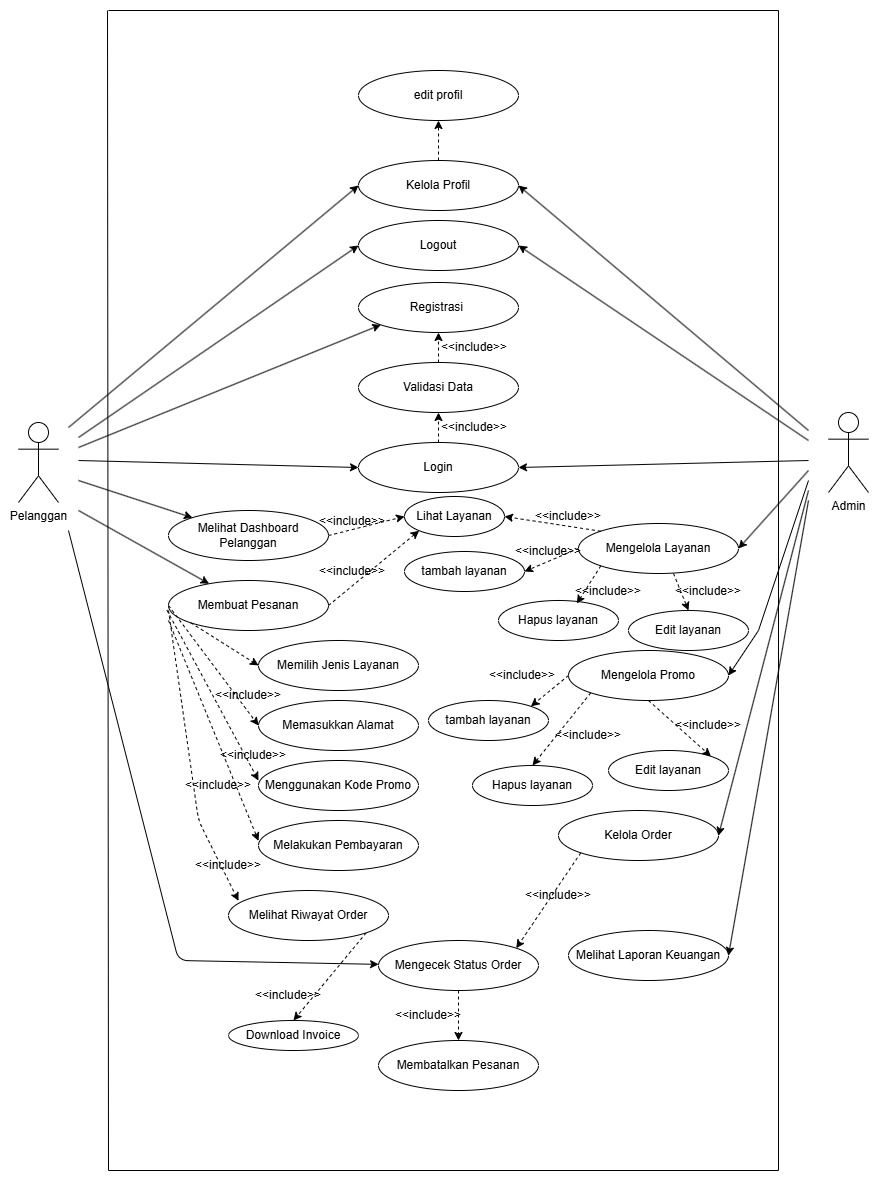 edit profil
Kelola Profil
Logout
Registrasi
<<include>>
Validasi Data
<<include>>
Login
Pelanggan
Admin
Lihat Layanan
<<include>>
<<include>>
Melihat Dashboard
Pelanggan
Mengelola Layanan
<<include>>
tambah layanan
<<include>>
Membuat Pesanan
<<include>>
<<include>>
Hapus layanan
Edit layanan
Memilih Jenis Layanan
Mengelola Promo
<<include>>
<<include>>
tambah layanan
Memasukkan Alamat
<<include>>
<<include>>
<<include>>
Edit layanan
<<include>>
Menggunakan Kode Promo
Hapus layanan
Kelola Order
Melakukan Pembayaran
<<include>>
<<include>>
Melihat Riwayat Order
Melihat Laporan Keuangan
Mengecek Status Order
<<include>>
<<include>>
Download Invoice
Membatalkan Pesanan